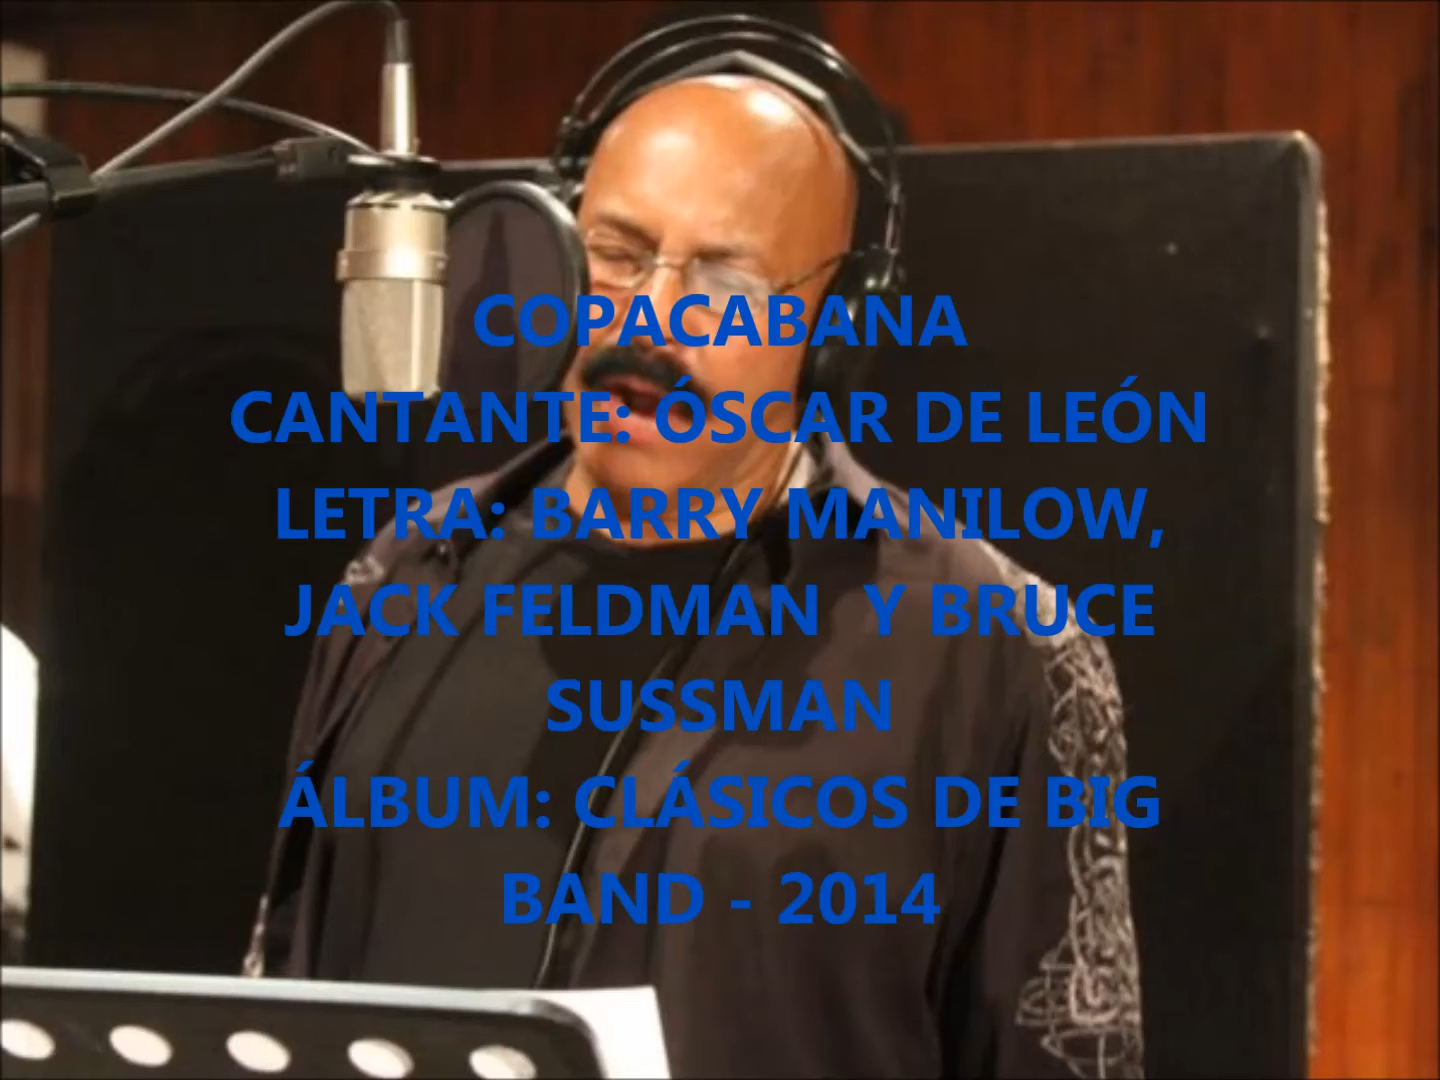 COPACABANA
CANTANTE: ÓSCAR DE LEÓN
LETRA: BARRY MANILOW,
JACK FELDMAN  Y BRUCE
SUSSMAN
ÁLBUM: CLÁSICOS DE BIG
BAND - 2014